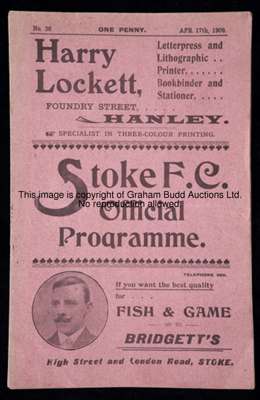 No. 36 ONE PENNY. APR. 17th, 1909.
Harry Lockett,
Letterpress and
Lithographic . .
Printer, . . . . . .
Bookbinder and
Stationer. . . . .
FOUNDRY STREET, . . . .
HANLEY.
SPECIALIST IN THREE-COLOUR PRINTING.
Stoke F.C.
This image is copyright of Graham Budd Auctions Ltd.
No reproduction allowed
Official
Programme.
TELEPHONE
If you want the best quality
for . . . .
FISH & GAME
GO TO
BRIDGETT'S
High Street and London Road, STOKE.